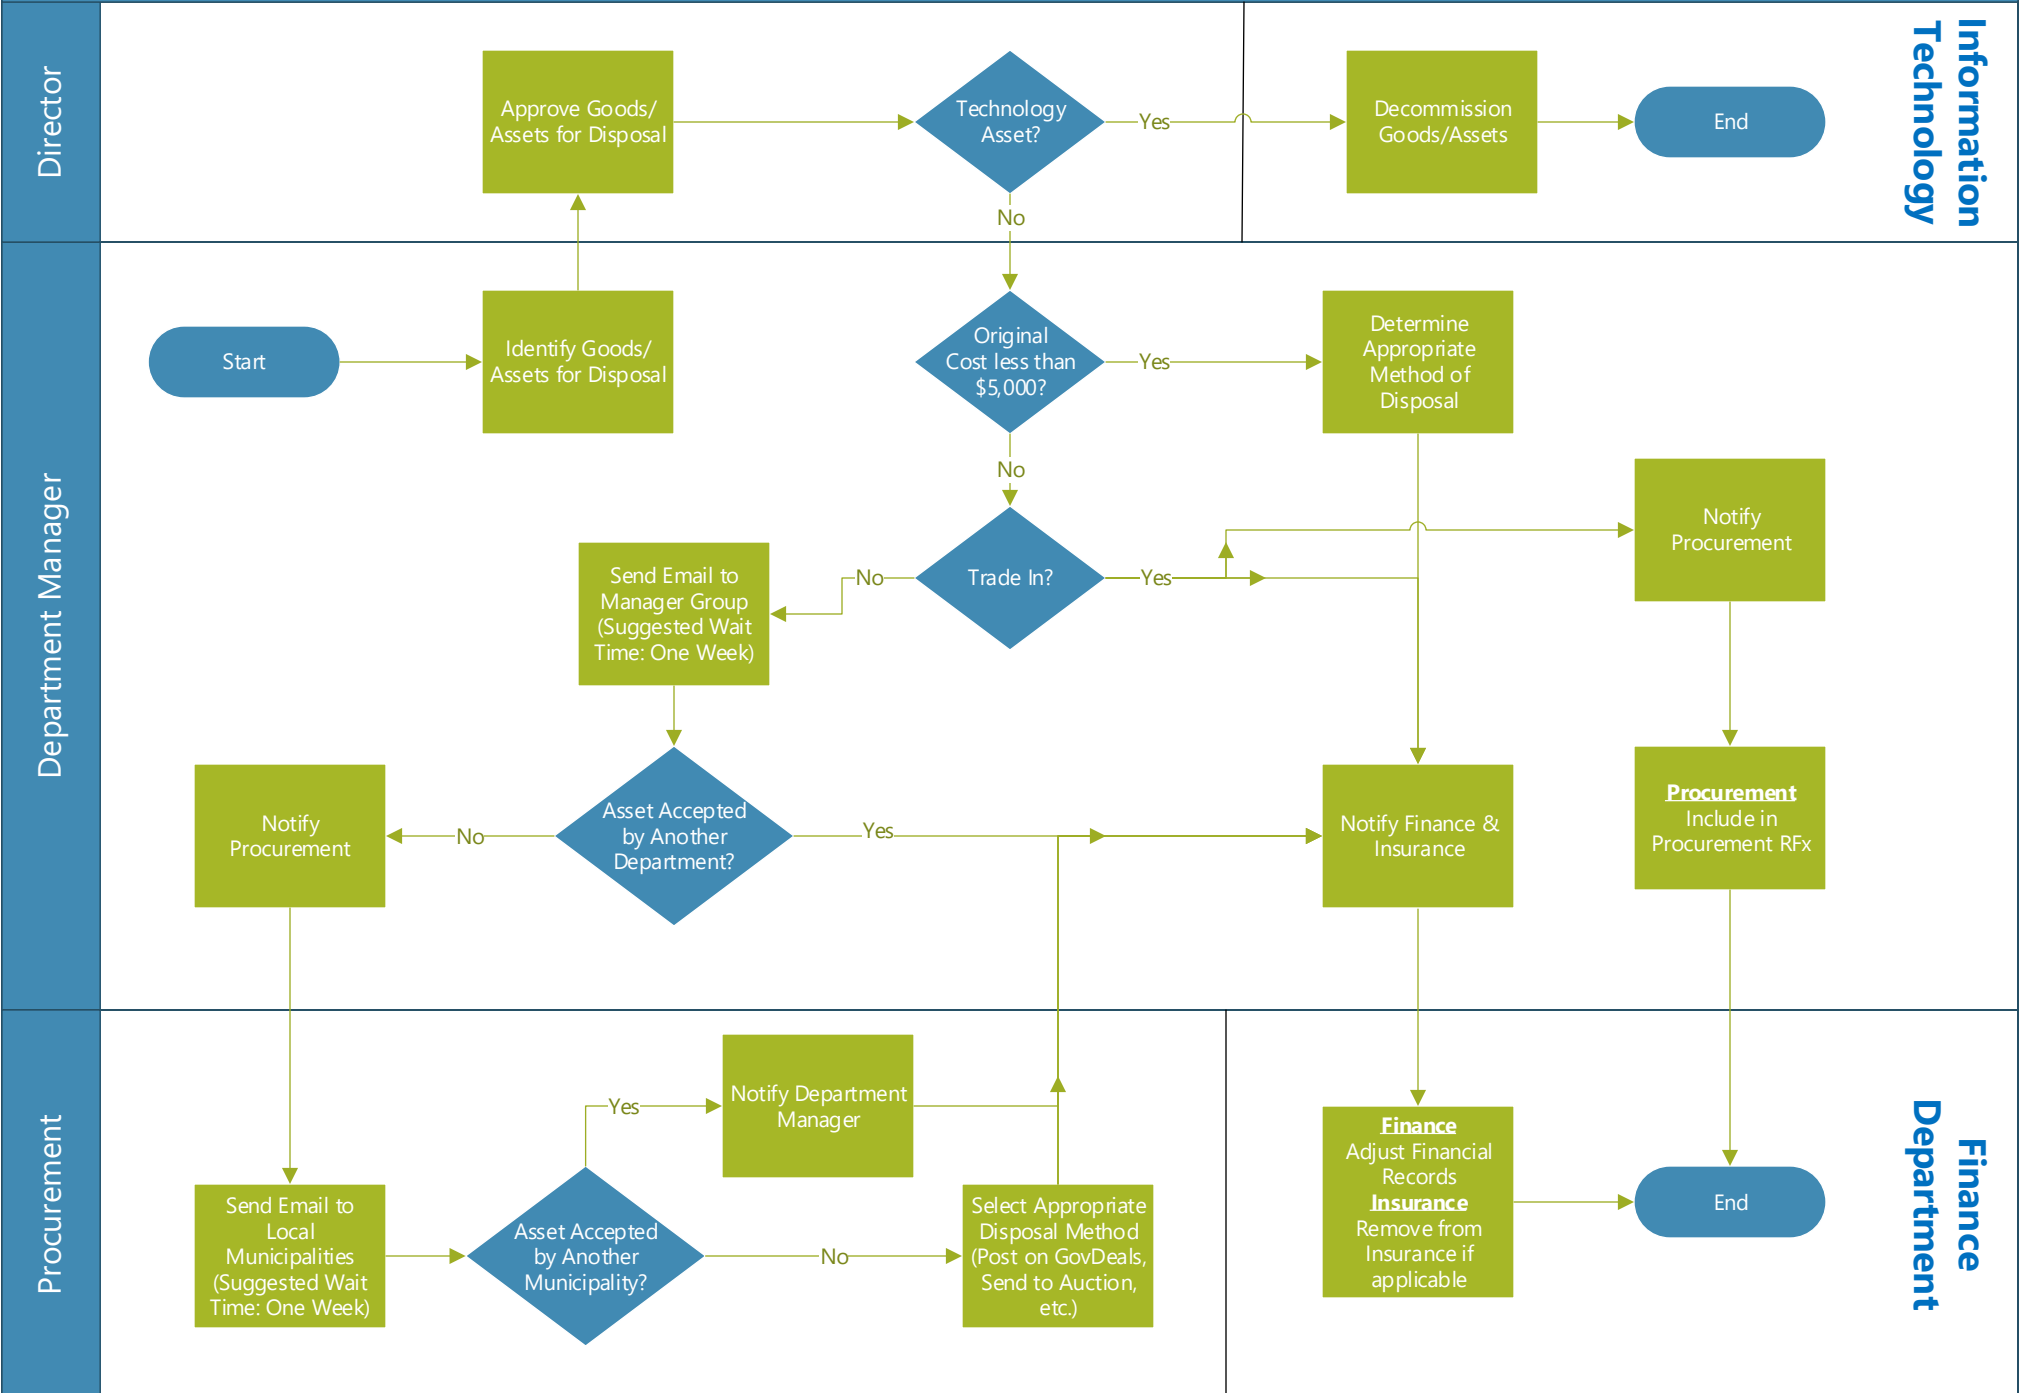 Director
Approve Goods/
Assets for Disposal
Technology
Asset?
Yes
Decommission
Goods/Assets
End
Information
Technology
No
Department Manager
Start
Identify Goods/
Assets for Disposal
Original
Cost less than
$5,000?
Yes
Determine
Appropriate
Method of
Disposal
No
Trade In?
Yes
Notify
Procurement
No
Send Email to
Manager Group
(Suggested Wait
Time: One Week)
Notify
Procurement
No
Asset Accepted
by Another
Department?
Yes
Notify Finance &
Insurance
Procurement
Include in
Procurement RFx
Procurement
Send Email to
Local
Municipalities
(Suggested Wait
Time: One Week)
Asset Accepted
by Another
Municipality?
Yes
Notify Department
Manager
No
Select Appropriate
Disposal Method
(Post on GovDeals,
Send to Auction,
etc.)
Finance
Adjust Financial
Records
Insurance
Remove from
Insurance if
applicable
End
Finance
Department